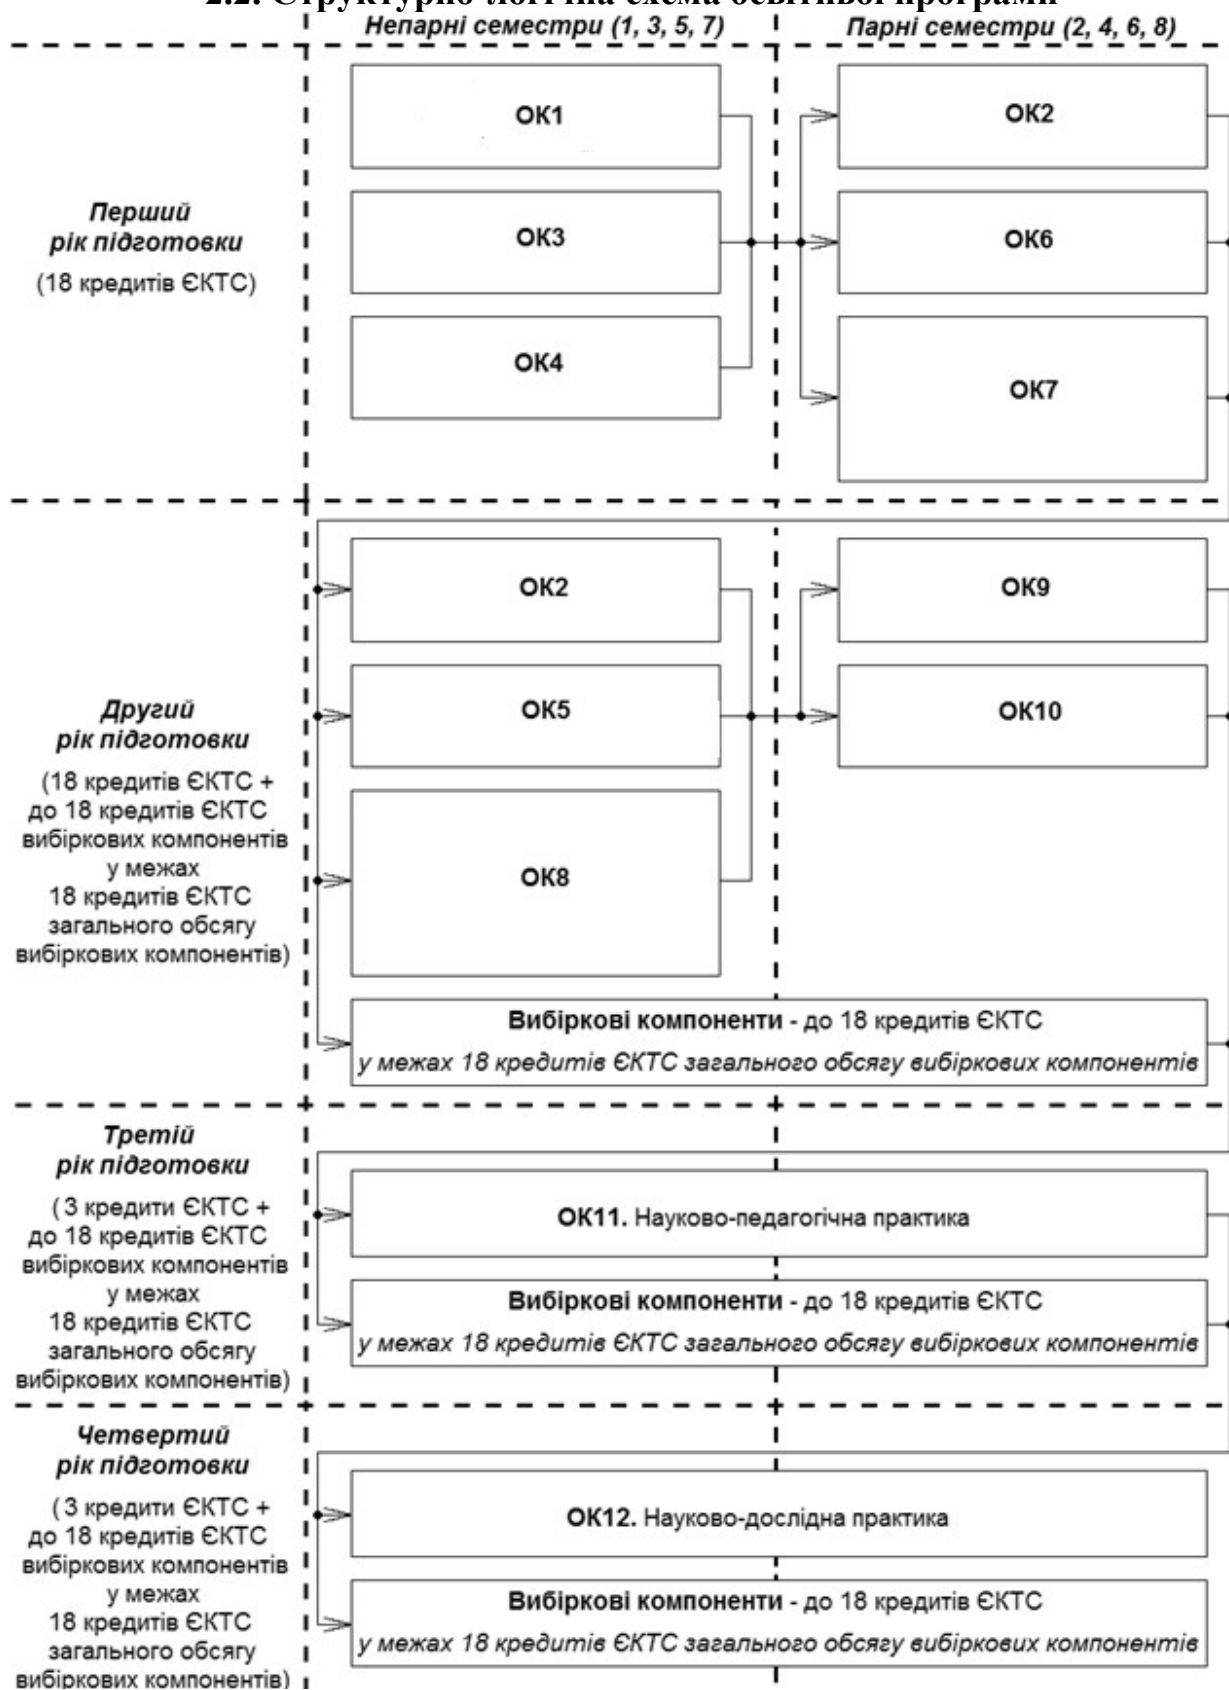 2.2. Структурно-логічна схема освітньої програми
Непарні семестри (1, 3, 5, 7)
Парні семестри (2, 4, 6, 8)
Перший
рік підготовки
(18 кредитів ЄКТС)
ОК1
ОК3
ОК4
ОК2
ОК6
ОК7
Другий
рік підготовки
(18 кредитів ЄКТС +
до 18 кредитів ЄКТС
вибіркових компонентів
у межах
18 кредитів ЄКТС
загального обсягу
вибіркових компонентів)
ОК2
ОК5
ОК8
ОК9
ОК10
Вибіркові компоненти - до 18 кредитів ЄКТС
у межах 18 кредитів ЄКТС загального обсягу вибіркових компонентів
Третій
рік підготовки
(3 кредити ЄКТС +
до 18 кредитів ЄКТС
вибіркових компонентів
у межах
18 кредитів ЄКТС
загального обсягу
вибіркових компонентів)
ОК11. Науково-педагогічна практика
Вибіркові компоненти - до 18 кредитів ЄКТС
у межах 18 кредитів ЄКТС загального обсягу вибіркових компонентів
Четвертий
рік підготовки
(3 кредити ЄКТС +
до 18 кредитів ЄКТС
вибіркових компонентів
у межах
18 кредитів ЄКТС
загального обсягу
вибіркових компонентів)
ОК12. Науково-дослідна практика
Вибіркові компоненти - до 18 кредитів ЄКТС
у межах 18 кредитів ЄКТС загального обсягу вибіркових компонентів